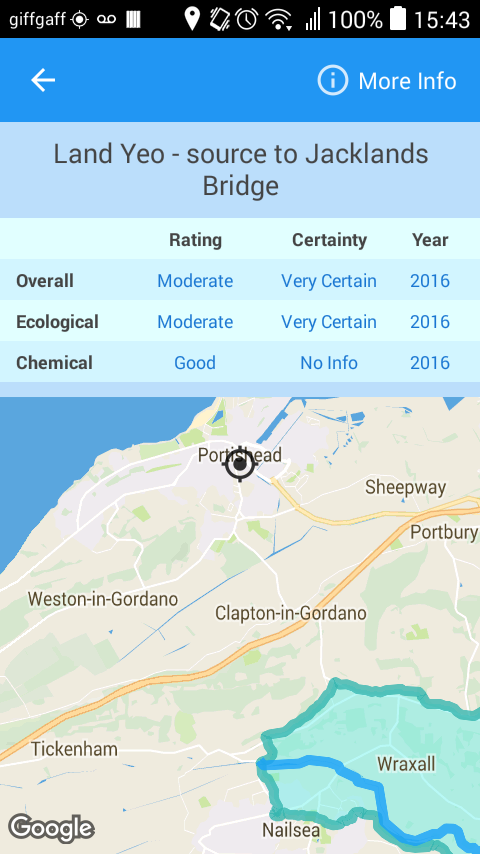 giffgaff 100% 15:43
More Info
Land Yeo - source to Jacklands
Bridge
Rating Certainty Year
Overall Moderate Very Certain 2016
Ecological Moderate Very Certain 2016
Chemical Good No Info 2016
Portishead
Sheepway
Portbury
Weston-in-Gordano
Clapton-in-Gordano
Tickenham
Wraxall
Nailsea
Google